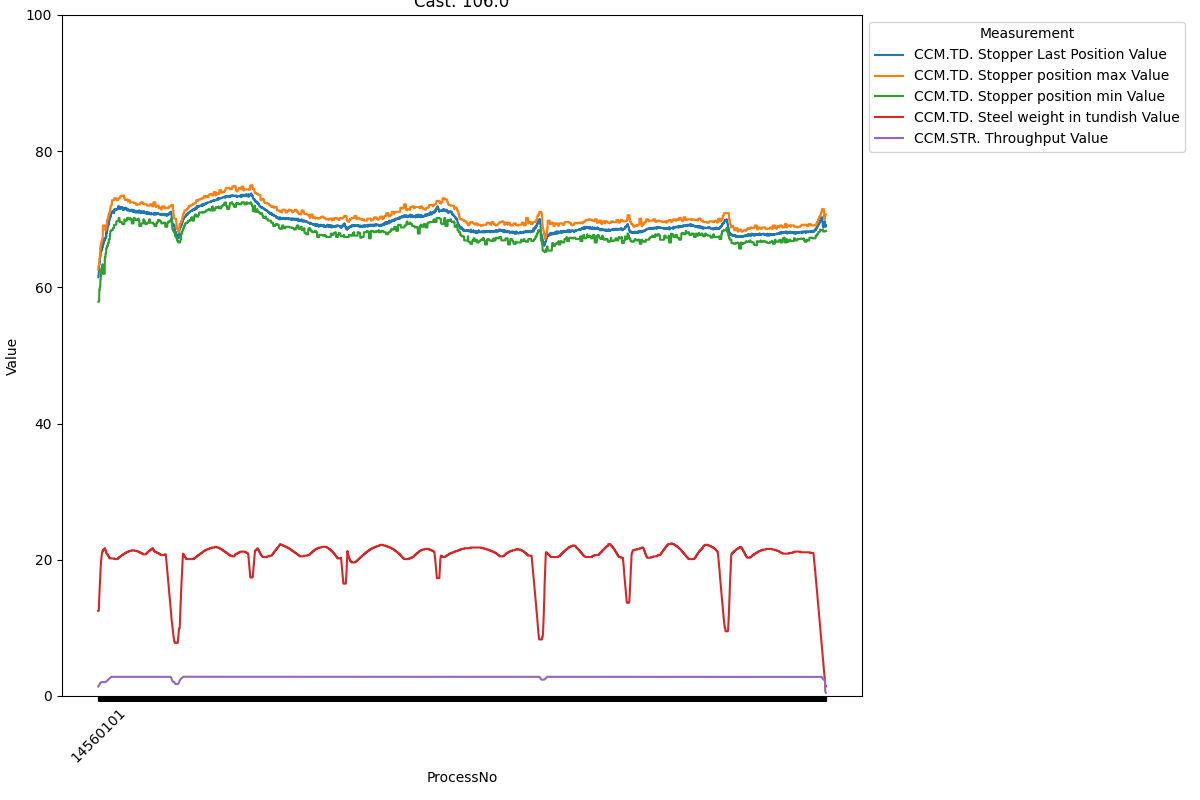 Cast: 106.0
100
80
60
40
20
0
Value
14560101
ProcessNo
Measurement
CCM.TD. Stopper Last Position Value
CCM.TD. Stopper position max Value
CCM.TD. Stopper position min Value
CCM.TD. Steel weight in tundish Value
CCM.STR. Throughput Value